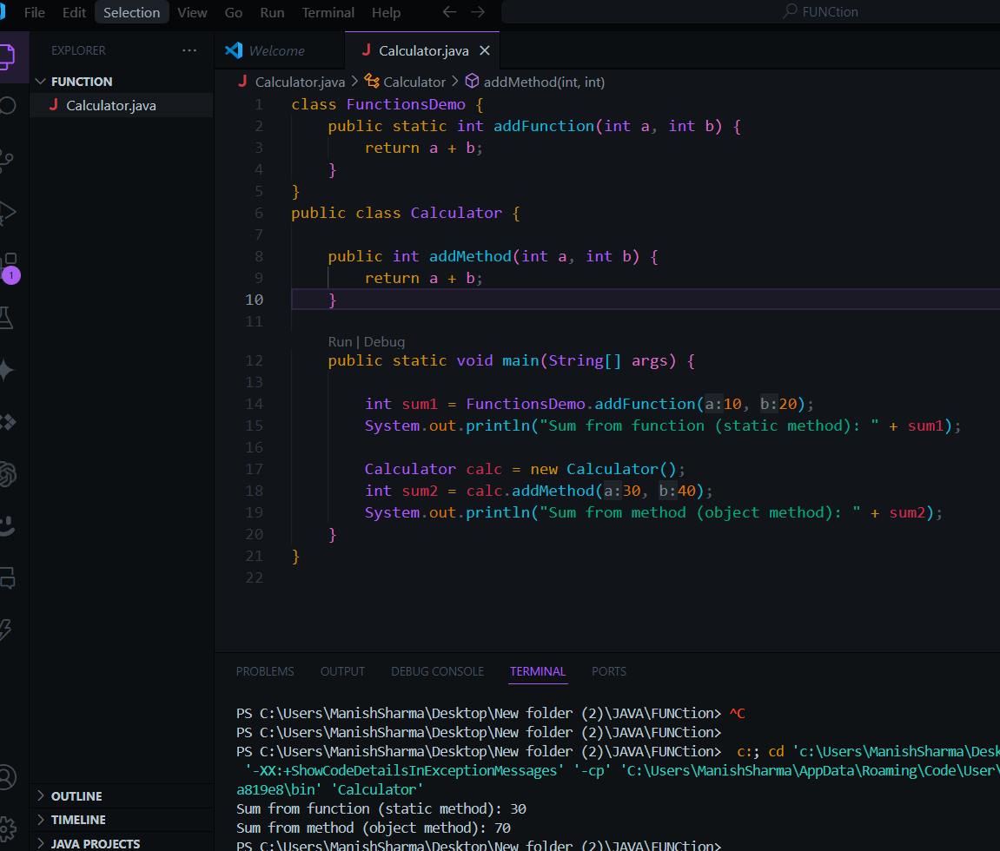 File Edit Selection View Go Run Terminal Help ← → FUNCtion
EXPLORER ...
FUNCTION
J Calculator.java
1
OUTLINE
TIMELINE
JAVA PROJECTS
Welcome J Calculator.java ×
J Calculator.java > Calculator > addMethod(int, int)
1 class FunctionsDemo {
2 public static int addFunction(int a, int b) {
3 return a + b;
4 }
5 }
6 public class Calculator {
7
8 public int addMethod(int a, int b) {
9 return a + b;
10 }
11
Run | Debug
12 public static void main(String[] args) {
13
14 int sum1 = FunctionsDemo.addFunction(a:10, b:20);
15 System.out.println("Sum from function (static method): " + sum1);
16
17 Calculator calc = new Calculator();
18 int sum2 = calc.addMethod(a:30, b:40);
19 System.out.println("Sum from method (object method): " + sum2);
20 }
21 }
22
PROBLEMS OUTPUT DEBUG CONSOLE TERMINAL PORTS
PS C:\Users\ManishSharma\Desktop\New folder (2)\JAVA\FUNCtion> ^C
PS C:\Users\ManishSharma\Desktop\New folder (2)\JAVA\FUNCtion>
PS C:\Users\ManishSharma\Desktop\New folder (2)\JAVA\FUNCtion> c:; cd 'c:\Users\ManishSharma\Desk
'-XX:+ShowCodeDetailsInExceptionMessages' '-cp' 'C:\Users\ManishSharma\AppData\Roaming\Code\User\
a819e8\bin' 'Calculator'
Sum from function (static method): 30
Sum from method (object method): 70
PS C:\Users\ManishSharma\Desktop\New folder (2)\JAVA\FUNCtion>